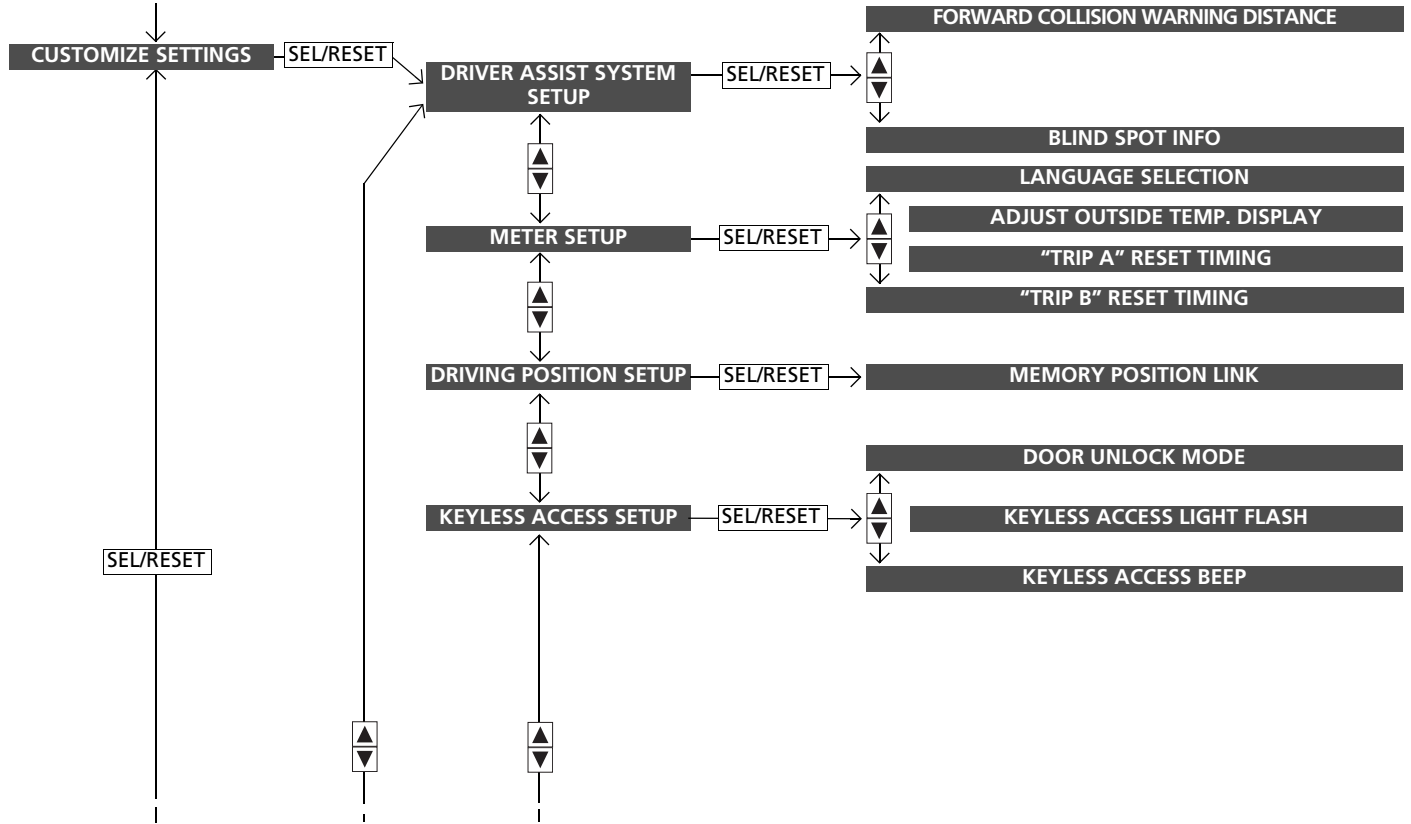 FORWARD COLLISION WARNING DISTANCE
CUSTOMIZE SETTINGS
SEL/RESET
DRIVER ASSIST SYSTEM
SETUP
SEL/RESET
BLIND SPOT INFO
LANGUAGE SELECTION
ADJUST OUTSIDE TEMP. DISPLAY
METER SETUP
SEL/RESET
“TRIP A” RESET TIMING
“TRIP B” RESET TIMING
DRIVING POSITION SETUP
SEL/RESET
MEMORY POSITION LINK
DOOR UNLOCK MODE
KEYLESS ACCESS SETUP
SEL/RESET
KEYLESS ACCESS LIGHT FLASH
SEL/RESET
KEYLESS ACCESS BEEP